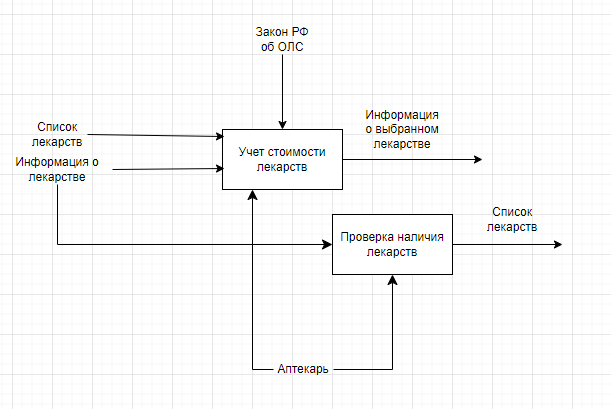 Закон РФ
об ОЛС
Список
лекарств
Информация о
лекарстве
Учет стоимости
лекарств
Информация
о выбранном
лекарстве
Проверка наличия
лекарств
Список
лекарств
Аптекарь